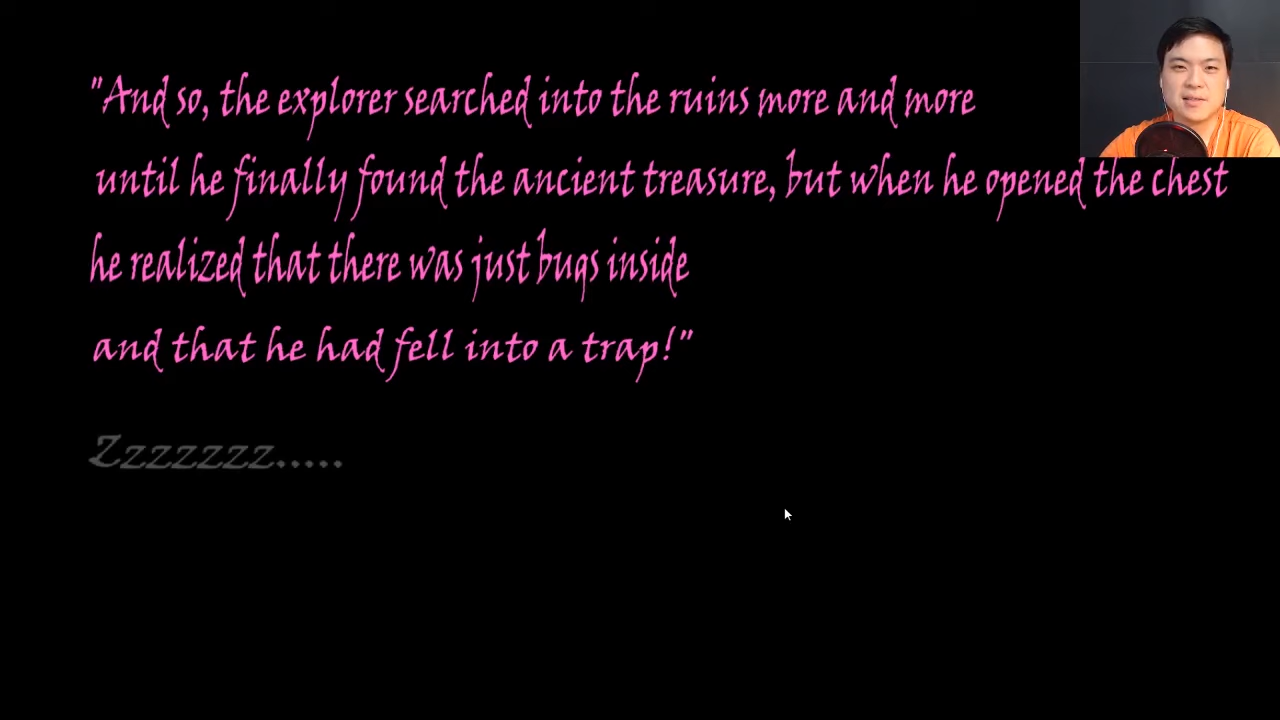 "And so, the explorer searched into the ruins more and more
until he finally found the ancient treasure, but when he opened the chest
he realized that there was just bugs inside
and that he had fell into a trap!"
Zzzzzzz.....